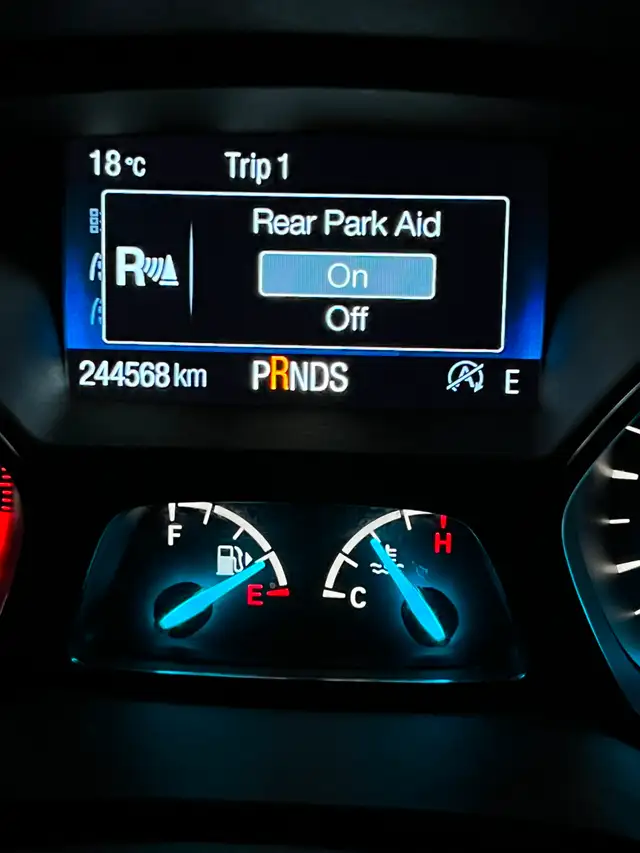 18°C Trip 1
Rear Park Aid
R
On
Off
244568 km PRNDS E
F H
E C